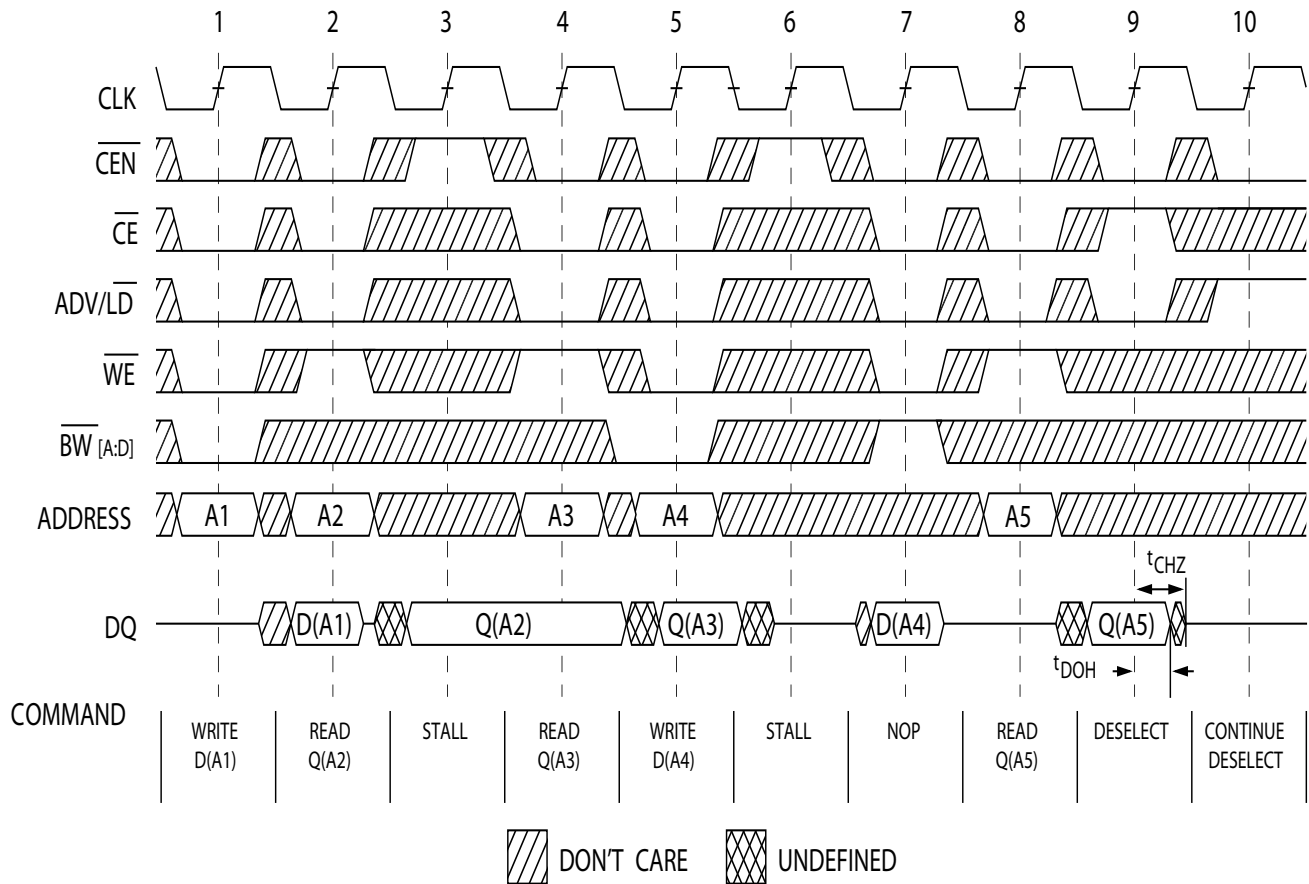 1 2 3 4 5 6 7 8 9 10
CLK
CEN
CE
ADV/LD
WE
BW [A:D]
ADDRESS A1 A2 A3 A4 A5
tCHZ
DQ D(A1) Q(A2) Q(A3) D(A4) Q(A5)
tDOH
COMMAND
WRITE READ STALL READ WRITE STALL NOP READ DESELECT CONTINUE
D(A1) Q(A2) Q(A3) D(A4) Q(A5) DESELECT
DON'T CARE UNDEFINED